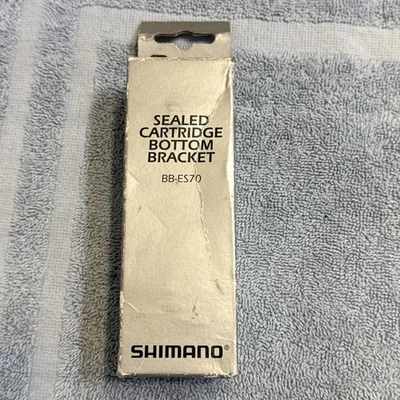 SEALED
CARTRIDGE
BOTTOM
BRACKET
BB-ES70
SHIMANO®